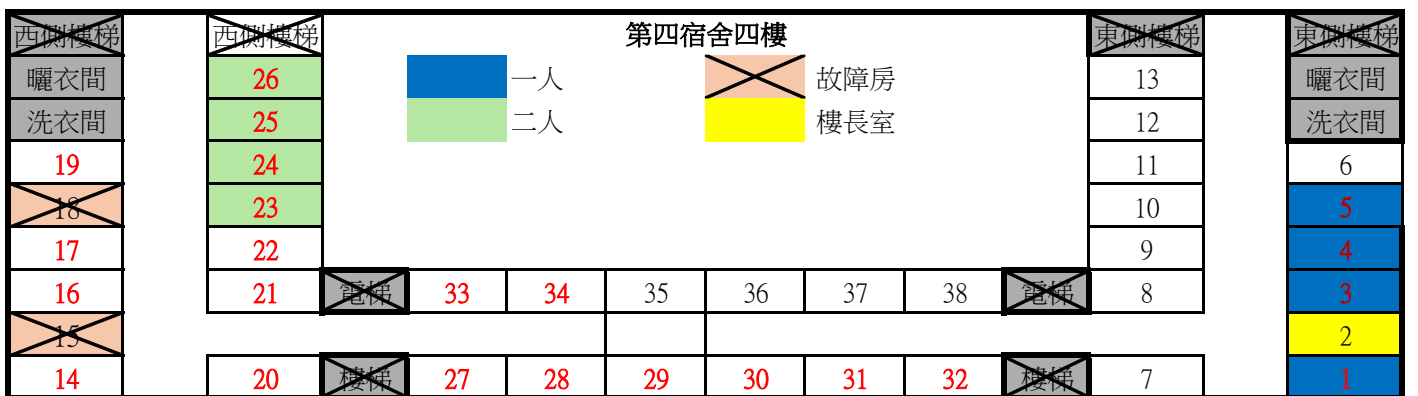 西側樓梯 西側樓梯 第四宿舍四樓 東側樓梯 東側樓梯
曬衣間 26 一人 故障房 13 曬衣間
洗衣間 25 二人 樓長室 12 洗衣間
19 24 11 6
18 23 10 5
17 22 9 4
16 21 電梯 33 34 35 36 37 38 電梯 8 3
15 2
14 20 樓梯 27 28 29 30 31 32 樓梯 7 1